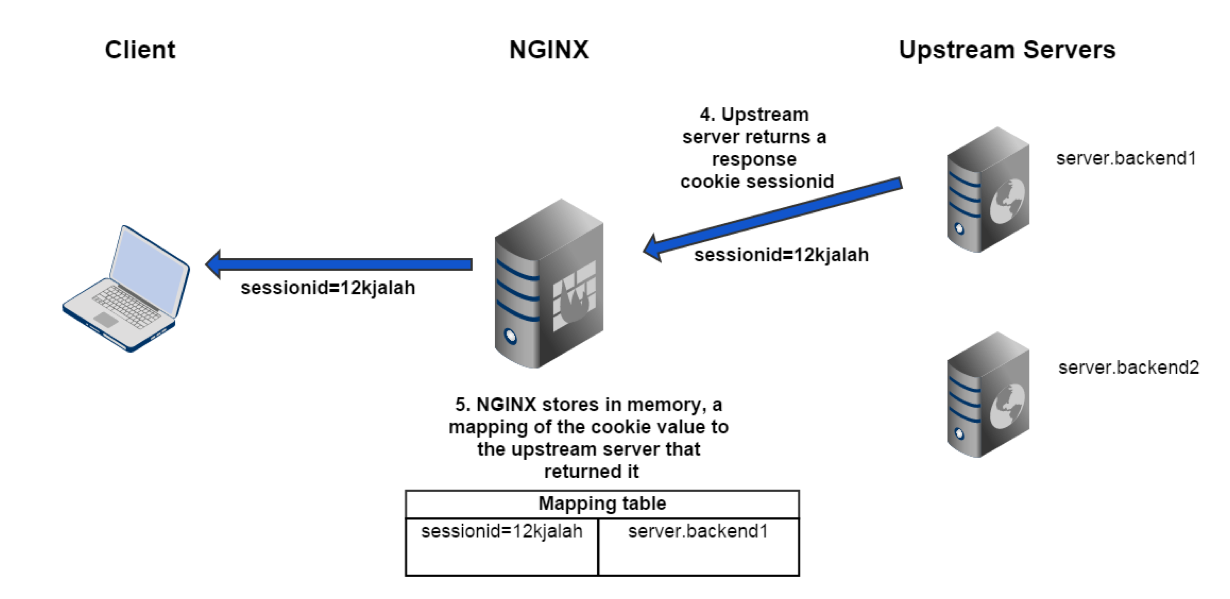 Client
NGINX
Upstream Servers
4. Upstream
server returns a
response
cookie sessionid
server.backend1
sessionid=12kjalah
sessionid=12kjalah
server.backend2
5. NGINX stores in memory, a
mapping of the cookie value to
the upstream server that
returned it
Mapping table
sessionid=12kjalah
server.backend1